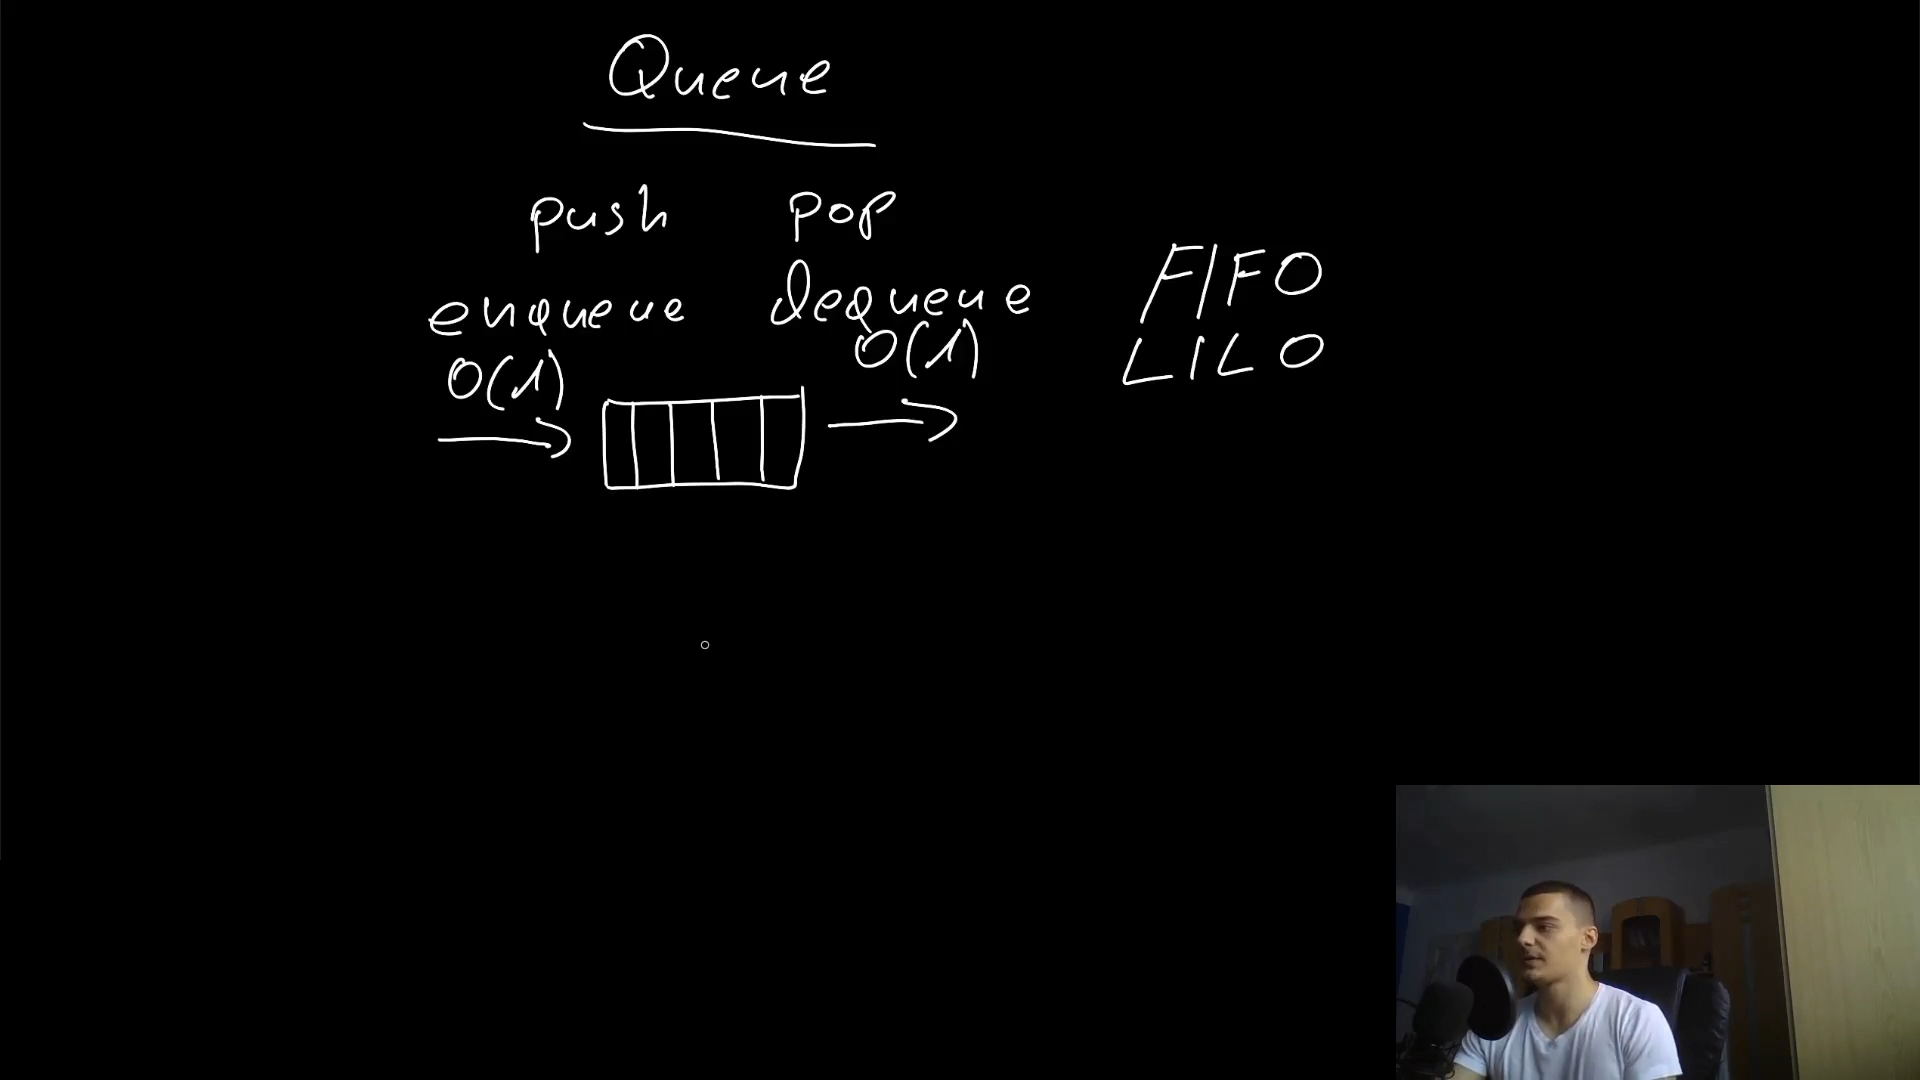 Queue
push pop
enqueue dequeue
O(1) O(1)
FIFO
LILO